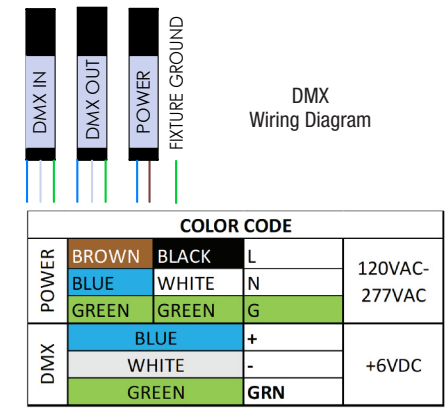 DMX IN
DMX OUT
POWER
FIXTURE GROUND
DMX
Wiring Diagram
COLOR CODE
POWER
BROWN BLACK L
BLUE WHITE N
GREEN GREEN G
120VAC-
277VAC
DMX
BLUE +
WHITE -
GREEN GRN
+6VDC